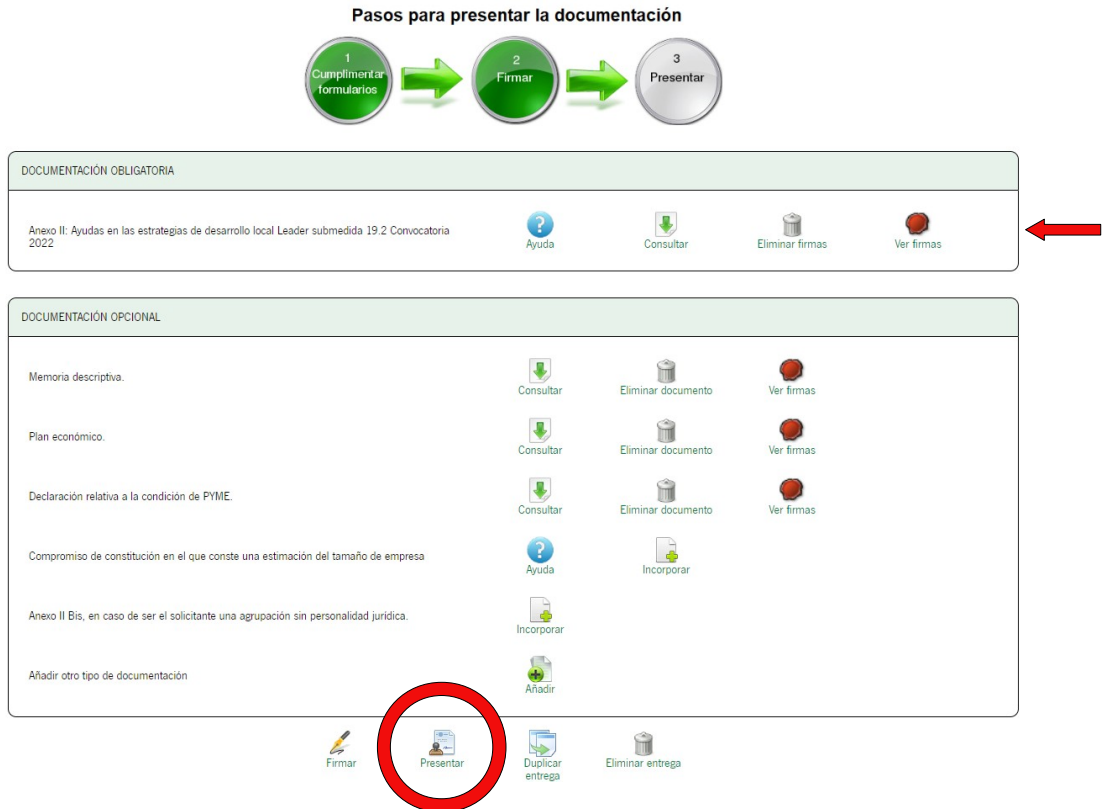 Pasos para presentar la documentación
1
Cumplimentar
formularios
2
Firmar
3
Presentar
DOCUMENTACIÓN OBLIGATORIA
Anexo II: Ayudas en las estrategias de desarrollo local Leader submedida 19.2 Convocatoria
2022
Ayuda
Consultar
Eliminar firmas
Ver firmas
DOCUMENTACIÓN OPCIONAL
Memoria descriptiva.
Consultar
Eliminar documento
Ver firmas
Plan económico.
Consultar
Eliminar documento
Ver firmas
Declaración relativa a la condición de PYME.
Consultar
Eliminar documento
Ver firmas
Compromiso de constitución en el que conste una estimación del tamaño de empresa
Ayuda
Incorporar
Anexo II Bis, en caso de ser el solicitante una agrupación sin personalidad jurídica.
Incorporar
Añadir otro tipo de documentación
Añadir
Firmar
Presentar
Duplicar
entrega
Eliminar entrega